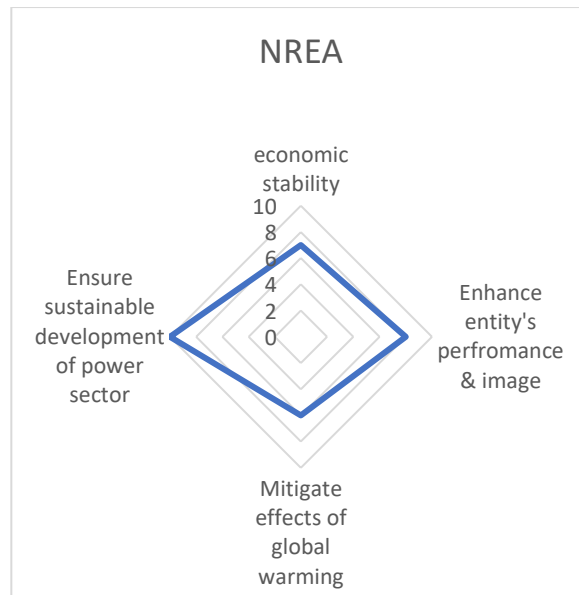 NREA
economic
stability
10
8
6
4
2
0
Enhance
entity's
perfromance
& image
Mitigate
effects of
global
warming
Ensure
sustainable
development
of power
sector